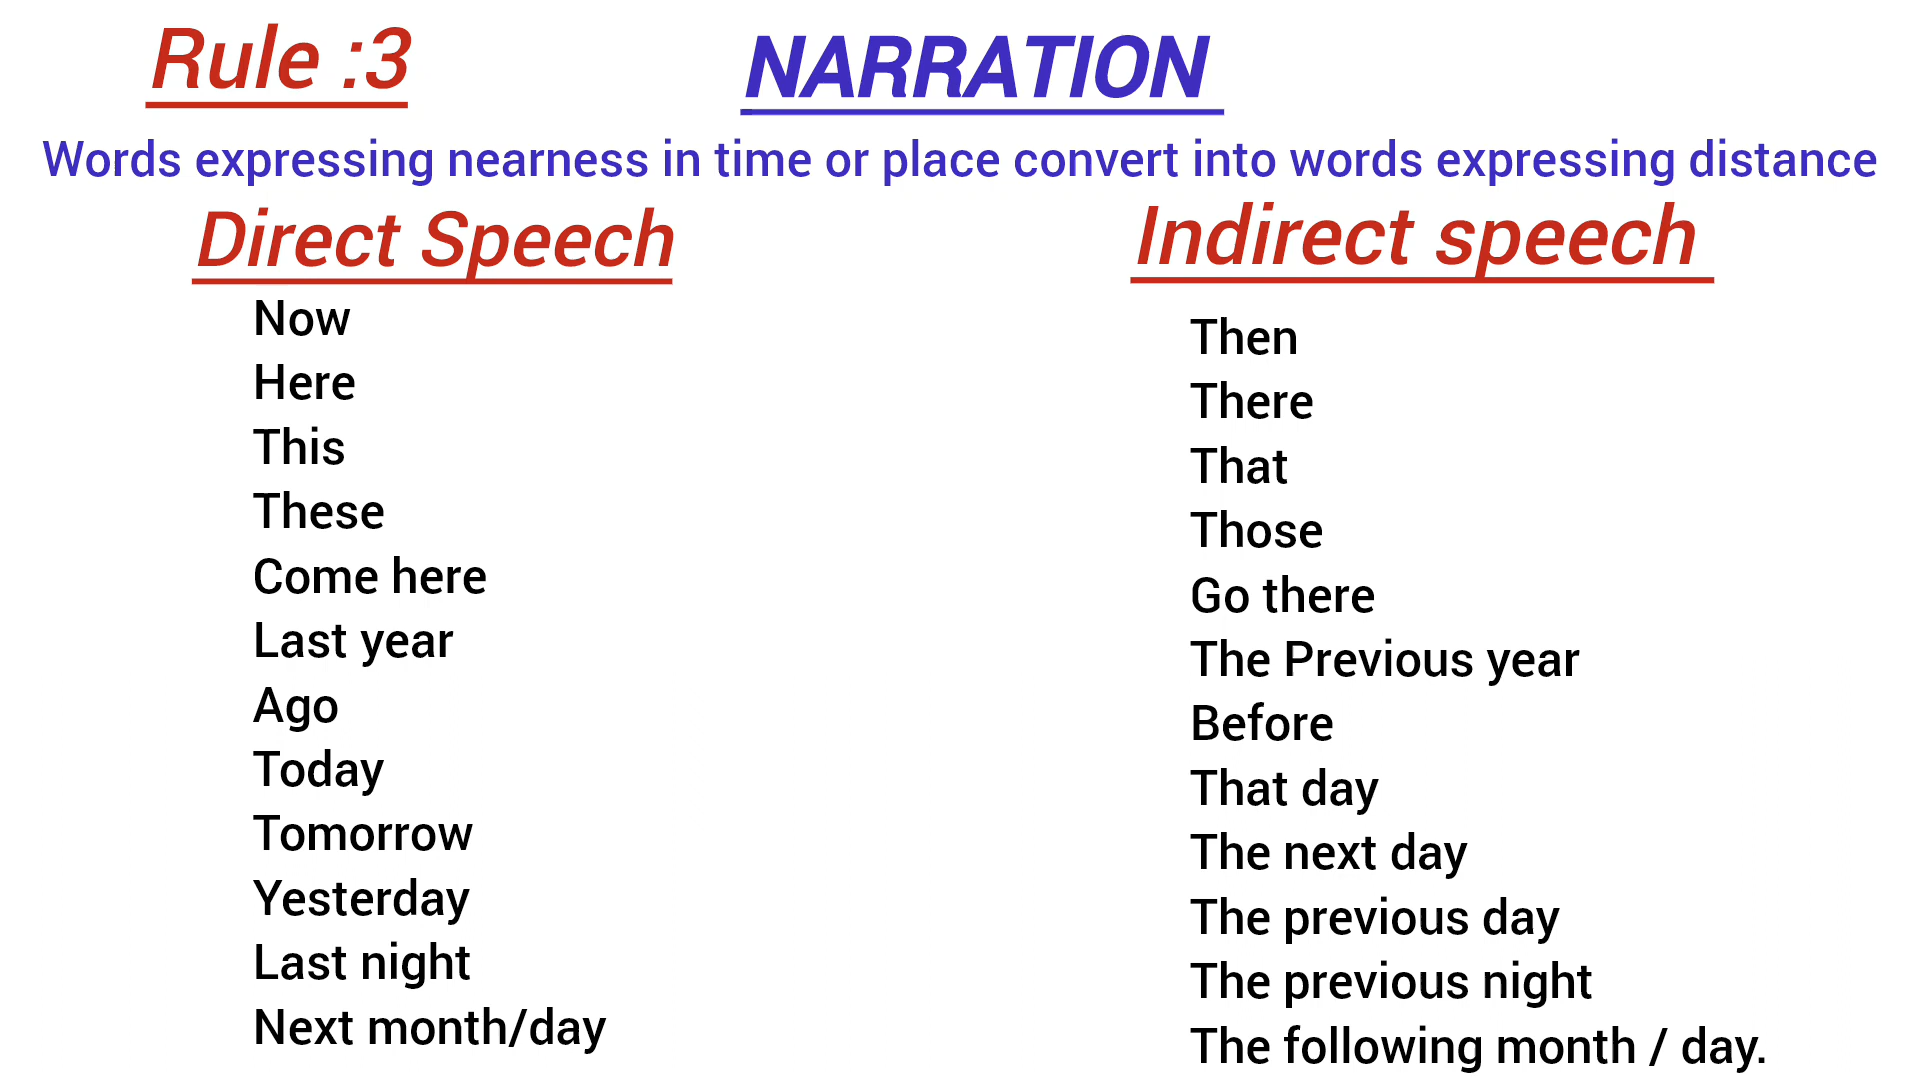 Rule :3
NARRATION
Words expressing nearness in time or place convert into words expressing distance
Direct Speech
Indirect speech
Now
Then
Here
There
This
That
These
Those
Come here
Go there
Last year
The Previous year
Ago
Before
Today
That day
Tomorrow
The next day
Yesterday
The previous day
Last night
The previous night
Next month/day
The following month / day.